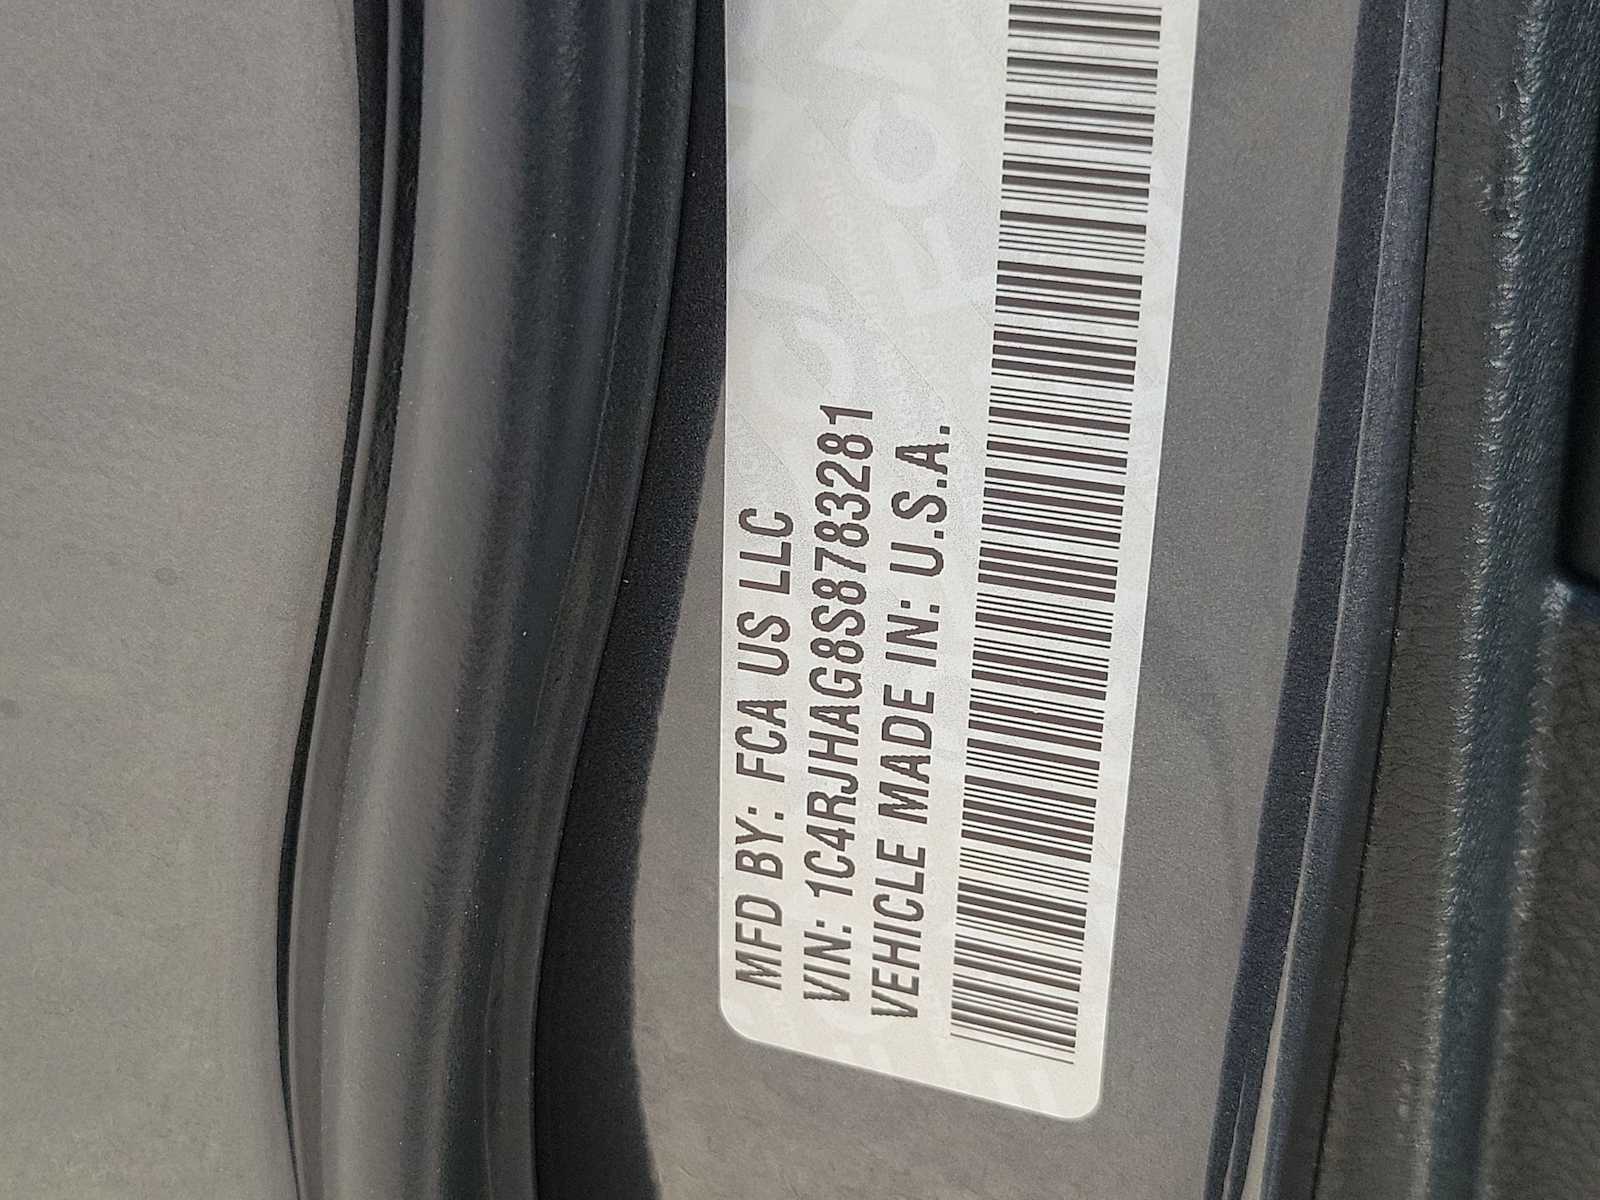 MFD BY: FCA US LLC
VIN: 1C4RJHAG8S8783281
VEHICLE MADE IN: U.S.A.